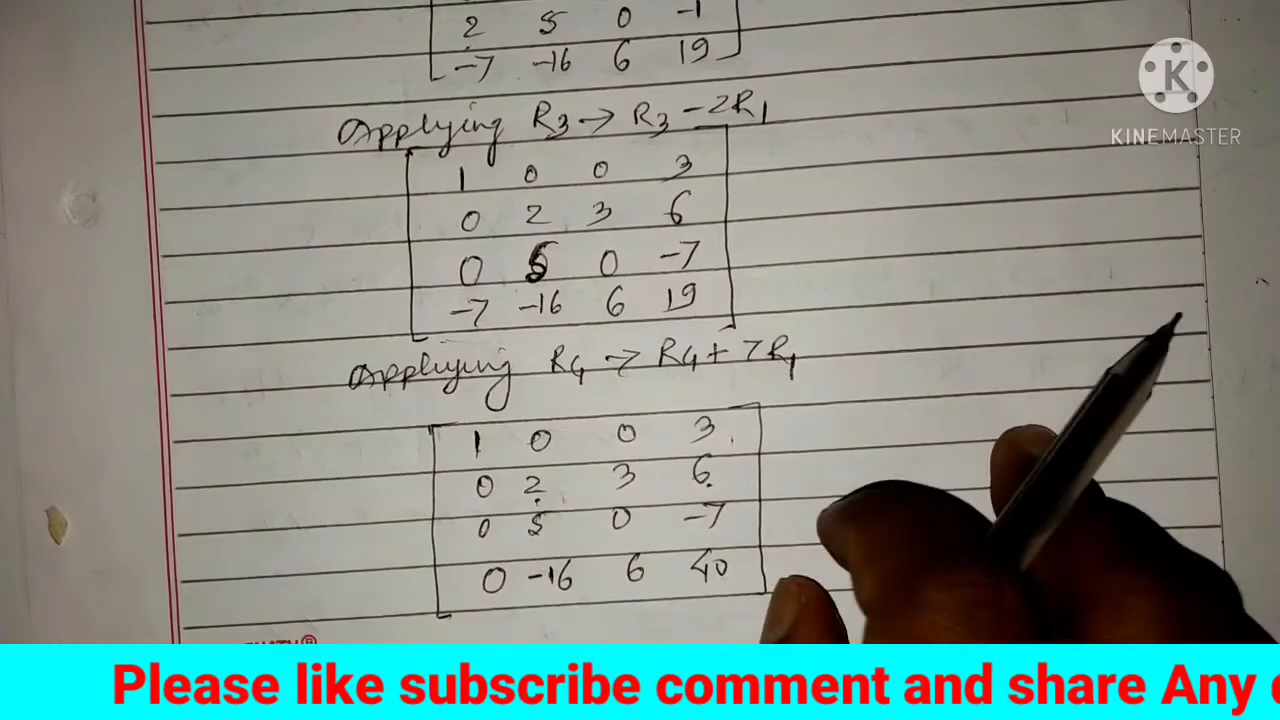 2 5 0 -1
-7 -16 6 19
Applying R3 → R3 - 2R1
1 0 0 3
0 2 3 6
0 5 0 -7
-7 -16 6 19
Applying R4 → R4 + 7R1
1 0 0 3
0 2 3 6
0 5 0 -7
0 -16 6 40
K
KINEMASTER
Please like subscribe comment and share Any